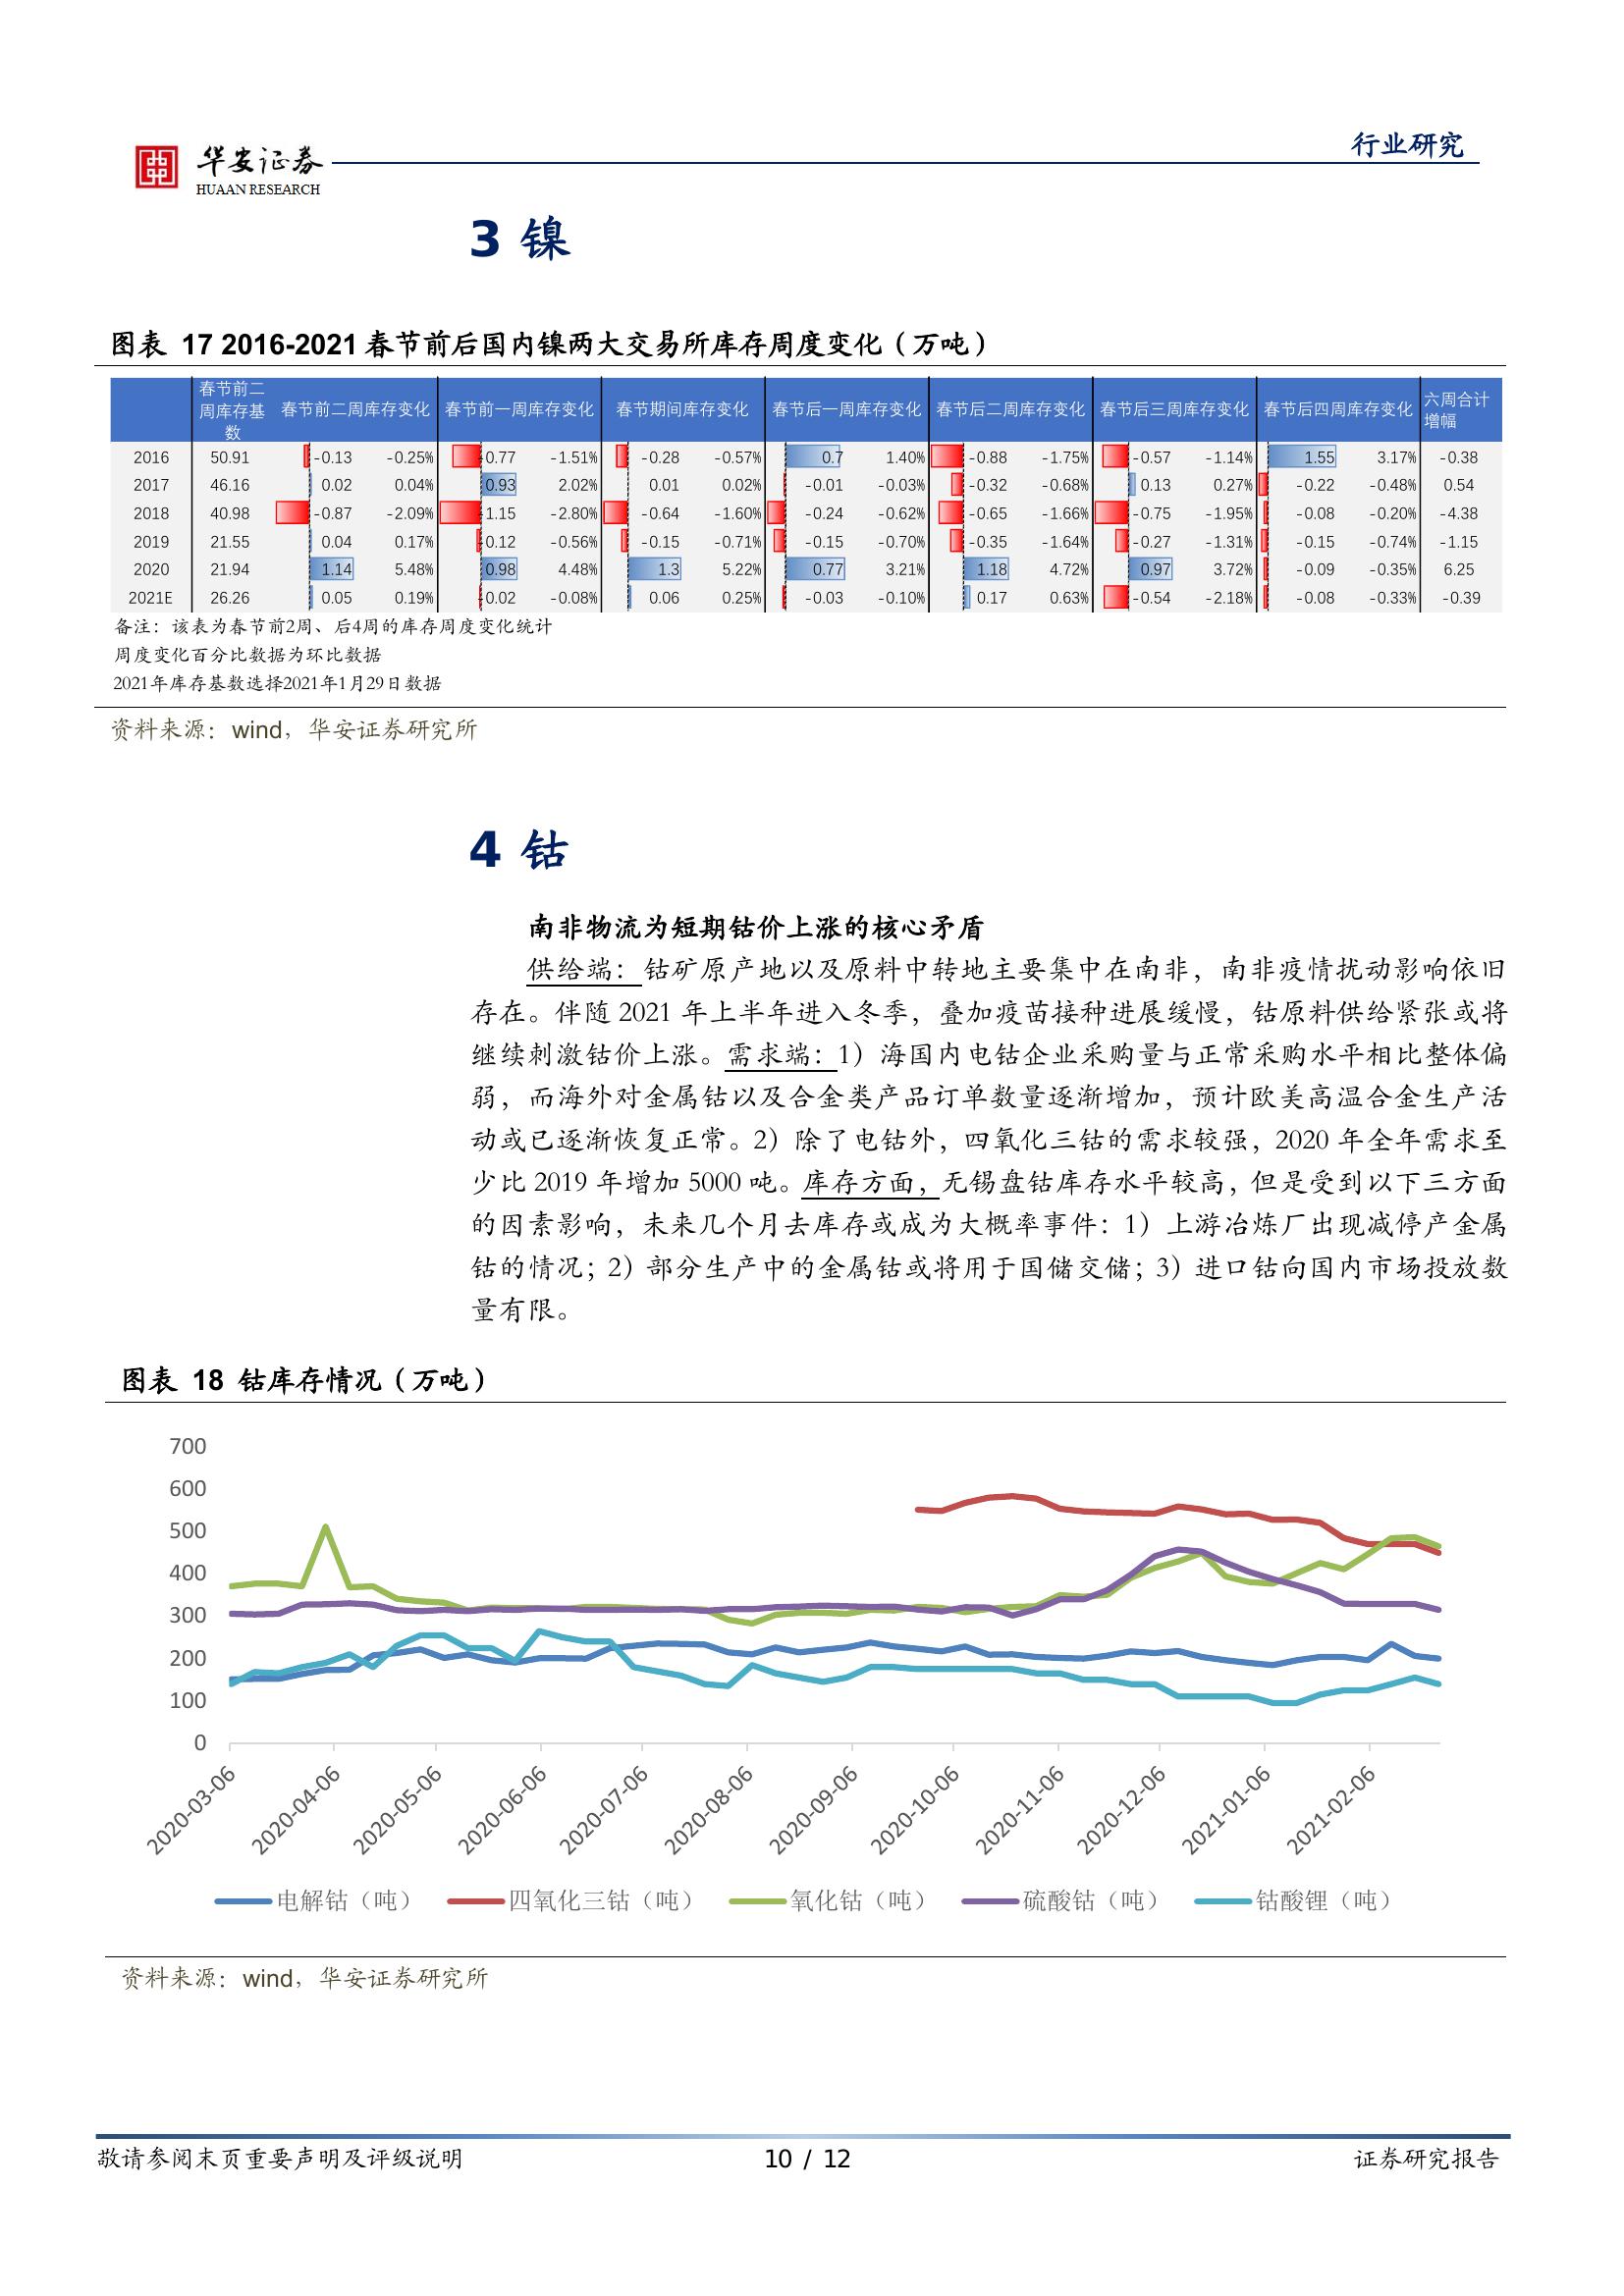 行业研究
华安证券
HUAAN RESEARCH
3 镍
图表 17 2016-2021 春节前后国内镍两大交易所库存周度变化（万吨）
春节前二周库存基数 春节前二周库存变化 春节前一周库存变化 春节期间库存变化 春节后一周库存变化 春节后二周库存变化 春节后三周库存变化 春节后四周库存变化 六周合计增幅
2016 50.91 -0.13 -0.25% -0.77 -1.51% -0.28 -0.57% 0.7 1.40% -0.88 -1.75% -0.57 -1.14% 1.55 3.17% -0.38
2017 46.16 0.02 0.04% 0.93 2.02% 0.01 0.02% -0.01 -0.03% -0.32 -0.68% 0.13 0.27% -0.22 -0.48% 0.54
2018 40.98 -0.87 -2.09% -1.15 -2.80% -0.64 -1.60% -0.24 -0.62% -0.65 -1.66% -0.75 -1.95% -0.08 -0.20% -4.38
2019 21.55 0.04 0.17% -0.12 -0.56% -0.15 -0.71% -0.15 -0.70% -0.35 -1.64% -0.27 -1.31% -0.15 -0.74% -1.15
2020 21.94 1.14 5.48% 0.98 4.48% 1.3 5.22% 0.77 3.21% 1.18 4.72% 0.97 3.72% -0.09 -0.35% 6.25
2021E 26.26 0.05 0.19% -0.02 -0.08% 0.06 0.25% -0.03 -0.10% 0.17 0.63% -0.54 -2.18% -0.08 -0.33% -0.39
备注：该表为春节前2周、后4周的库存周度变化统计
周度变化百分比数据为环比数据
2021年库存基数选择2021年1月29日数据
资料来源：wind，华安证券研究所
4 钴
南非物流为短期钴价上涨的核心矛盾
供给端：钴矿原产地以及原料中转地主要集中在南非，南非疫情扰动影响依旧
存在。伴随 2021 年上半年进入冬季，叠加疫苗接种进展缓慢，钴原料供给紧张或将
继续刺激钴价上涨。需求端：1）海国内电钴企业采购量与正常采购水平相比整体偏
弱，而海外对金属钴以及合金类产品订单数量逐渐增加，预计欧美高温合金生产活
动或已逐渐恢复正常。2）除了电钴外，四氧化三钴的需求较强，2020 年全年需求至
少比 2019 年增加 5000 吨。库存方面，无锡盘钴库存水平较高，但是受到以下三方面
的因素影响，未来几个月去库存或成为大概率事件：1）上游冶炼厂出现减停产金属
钴的情况；2）部分生产中的金属钴或将用于国储交储；3）进口钴向国内市场投放数
量有限。
图表 18 钴库存情况（万吨）
700
600
500
400
300
200
100
0
2020-03-06 2020-04-06 2020-05-06 2020-06-06 2020-07-06 2020-08-06 2020-09-06 2020-10-06 2020-11-06 2020-12-06 2021-01-06 2021-02-06
电解钴（吨） 四氧化三钴（吨） 氧化钴（吨） 硫酸钴（吨） 钴酸锂（吨）
资料来源：wind，华安证券研究所
敬请参阅末页重要声明及评级说明 10 / 12 证券研究报告